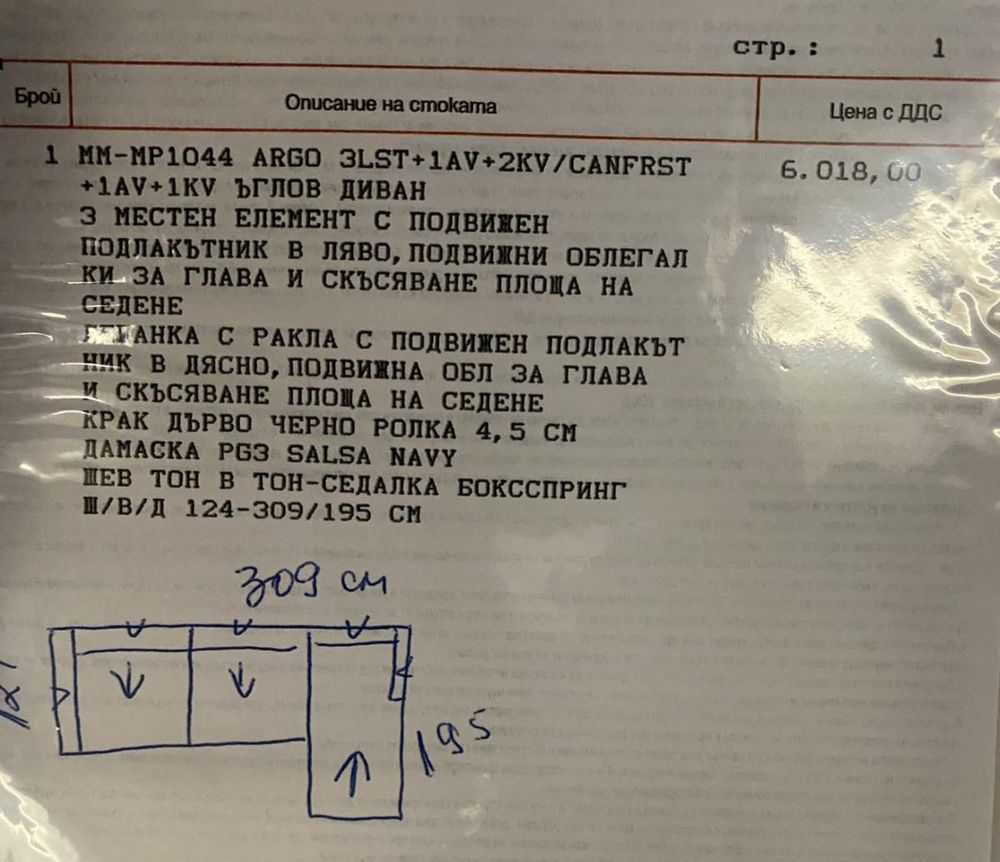 стр.: 1
Брой Описание на стоката Цена с ДДС
1 MM-MP1044 ARGO 3LST+1AV+2KV/CANFRST 6.018,00
+1AV+1KV ЪГЛОВ ДИВАН
3 МЕСТЕН ЕЛЕМЕНТ С ПОДВИЖЕН
ПОДЛАКЪТНИК В ЛЯВО, ПОДВИЖНИ ОБЛЕГАЛ
КИ ЗА ГЛАВА И СКЪСЯВАНЕ ПЛОЩА НА
СЕДЕНЕ
С РАКЛА С ПОДВИЖЕН ПОДЛАКЪТ
НИК В ДЯСНО, ПОДВИЖНА ОБЛ ЗА ГЛАВА
И СКЪСЯВАНЕ ПЛОЩА НА СЕДЕНЕ
КРАК ДЪРВО ЧЕРНО РОЛКА 4,5 СМ
ДАМАСКА PG3 SALSA NAVY
ШЕВ ТОН В ТОН-СЕДАЛКА БОКССПРИНГ
Ш/В/Д 124-309/195 СМ
309 см
195